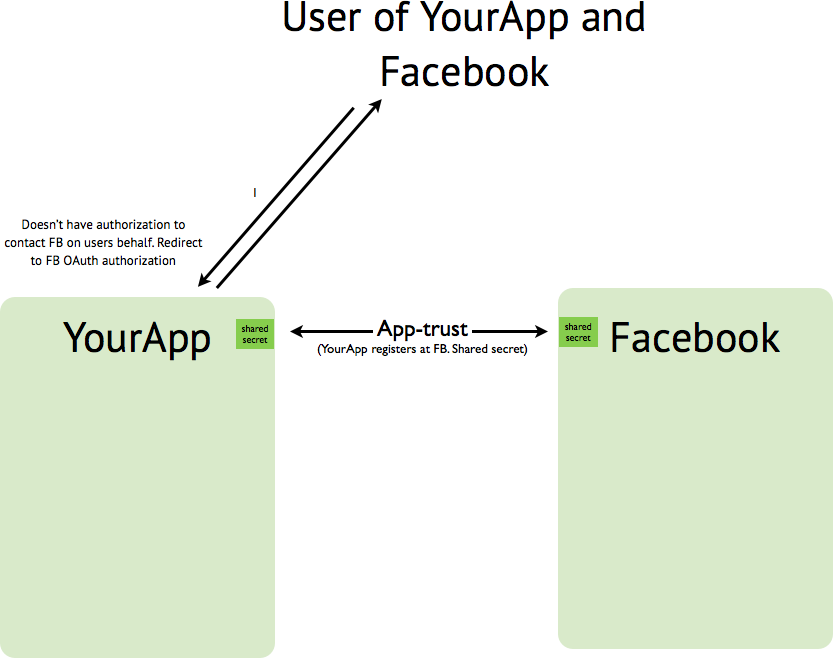 User of YourApp and
Facebook
I
Doesn't have authorization to
contact FB on users behalf. Redirect
to FB OAuth authorization
YourApp
shared
secret
App-trust
(YourApp registers at FB. Shared secret)
shared
secret
Facebook